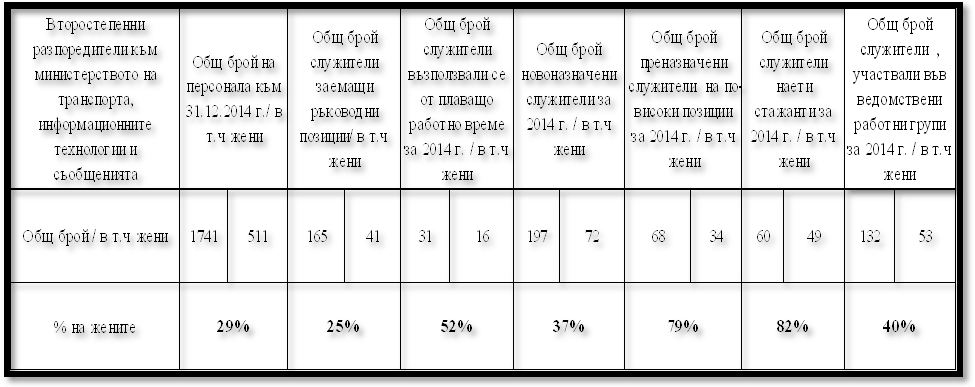 Второстепенни
разпоредители към
министерството на
транспорта,
информационните
технологии и
съобщенията
Общ брой на
персонала към
31.12.2014 г./ в
т.ч жени
Общ брой
служители
заемащи
ръководни
позиции/ в т.ч
жени
Общ брой
служители
възползвали се
от плаващо
работно време
за 2014 г. / в т.ч
жени
Общ брой
новоназначени
служители за
2014 г. / в т.ч
жени
Общ брой
преназначени
служители на по-
високи позиции
за 2014 г. / в т.ч
жени
Общ брой
служители
наети
стажанти за
2014 г. / в т.ч
жени
Общ брой
служители ,
участвали във
ведомствени
работни групи
за 2014 г. / в т.ч
жени
Общ брой/ в т.ч жени 1741 511 165 41 31 16 197 72 68 34 60 49 132 53
% на жените 29% 25% 52% 37% 79% 82% 40%